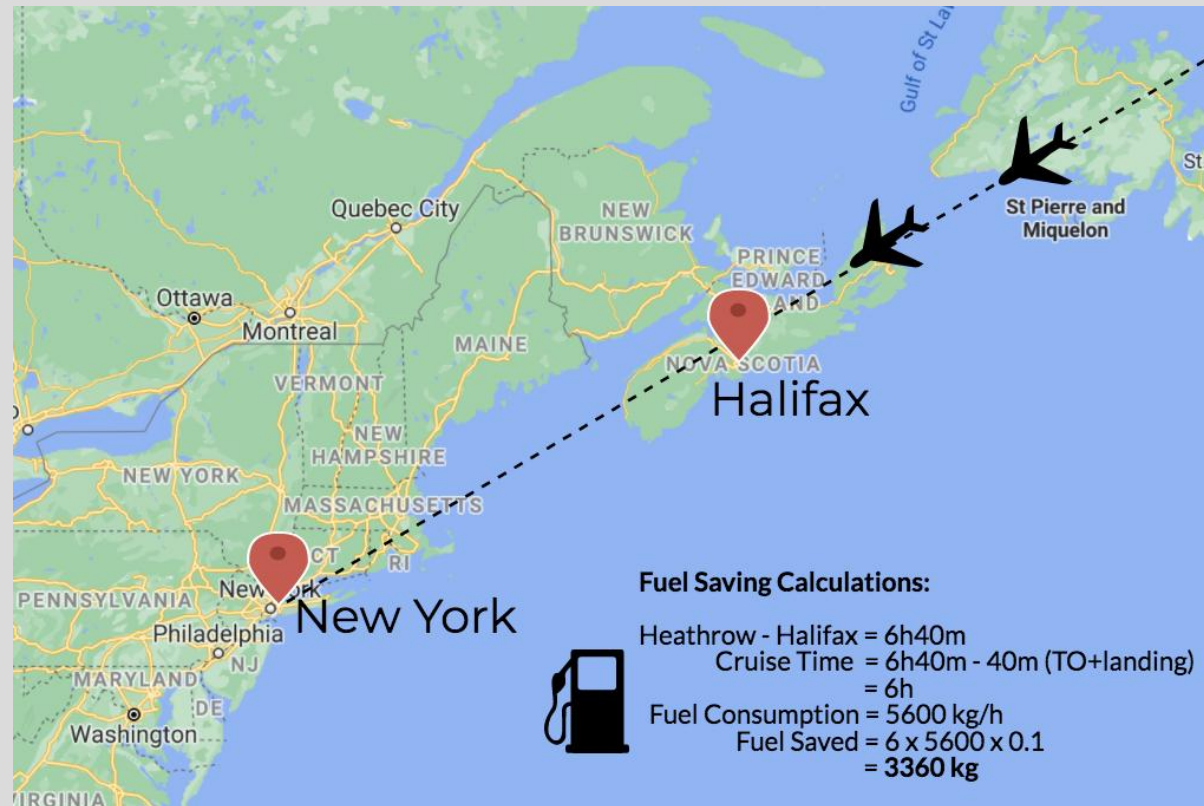 Gulf of St La
St
St Pierre and
Miquelon
Quebec City
NEW
BRUNSWICK
PRINCE
EDWARD
AND
Ottawa
Montreal
MAINE
NOVA SCOTIA
Halifax
VERMONT
NEW
HAMPSHIRE
NEW YORK
MASSACHUSETTS
CT
RI
New York
New York
PENNSYLVANIA
Philadelphia
NJ
MARYLAND
DE
Washington
VIRGINIA
Fuel Saving Calculations:
Heathrow - Halifax = 6h40m
Cruise Time = 6h40m - 40m (TO+landing)
= 6h
Fuel Consumption = 5600 kg/h
Fuel Saved = 6 x 5600 x 0.1
= 3360 kg